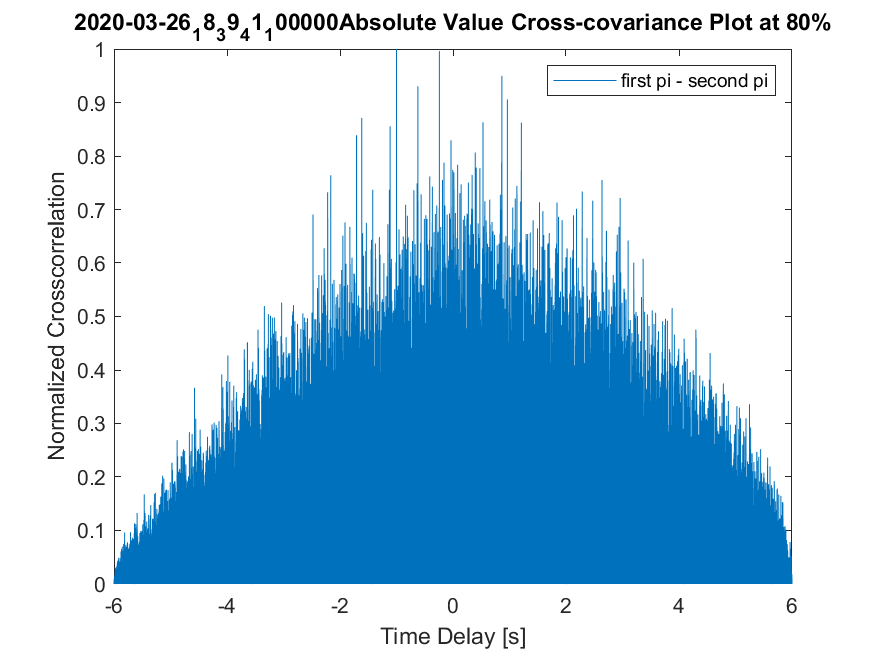 2020-03-26₁8₃9₄1₁00000Absolute Value Cross-covariance Plot at 80%
first pi - second pi
Normalized Crosscorrelation
1
0.9
0.8
0.7
0.6
0.5
0.4
0.3
0.2
0.1
0
-6 -4 -2 0 2 4 6
Time Delay [s]